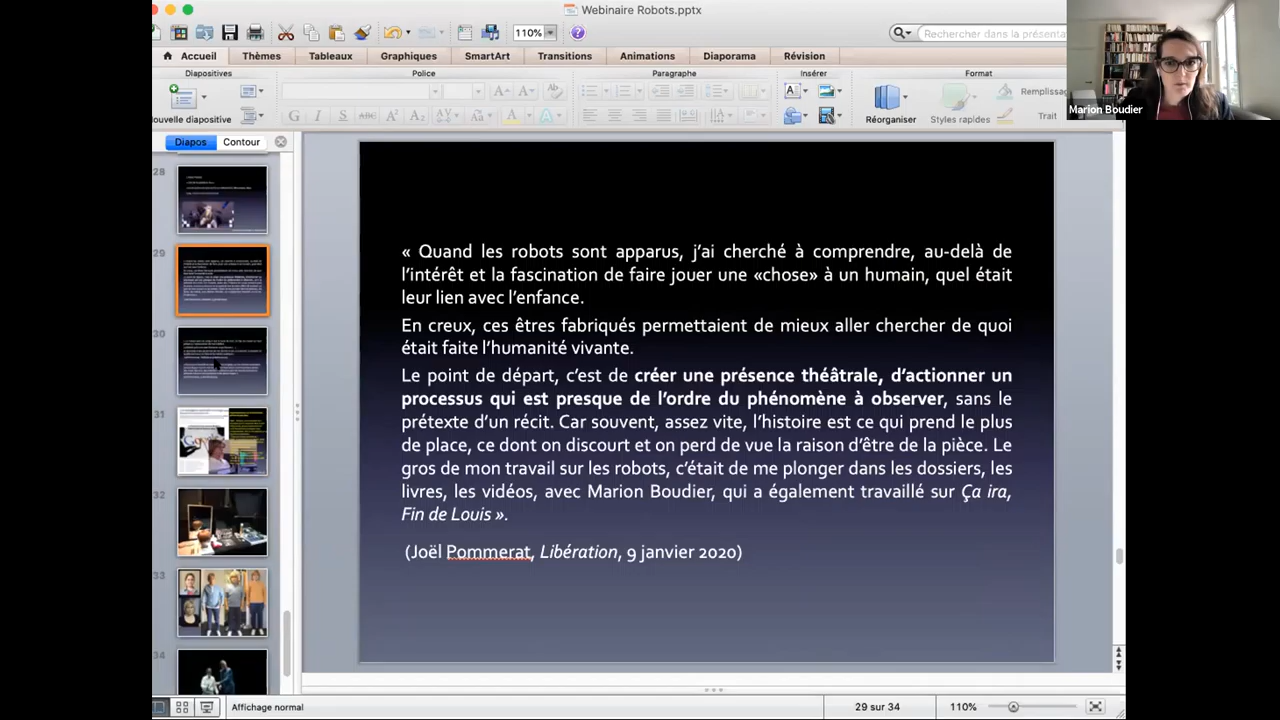 Webinaire Robots.pptx
110%
Rechercher dans la présenta
Accueil Thèmes Tableaux Graphiques SmartArt Transitions Animations Diaporama Révision
Diapositives Police Paragraphe Insérer Format
Nouvelle diapositive
G I S
Réorganiser Styles rapides
Remplissag
Trait
Marion Boudier
Diapos Contour
28
29
30
31
32
33
34
« Quand les robots sont apparus, j’ai cherché à comprendre, au-delà de
l’intérêt et la fascination de faire jouer une «chose» à un humain, quel était
leur lien avec l’enfance.
En creux, ces êtres fabriqués permettaient de mieux aller chercher de quoi
était faite l’humanité vivante.
Le point de départ, c’est de créer une présence théâtrale, d’actionner un
processus qui est presque de l’ordre du phénomène à observer, sans le
prétexte d’un récit. Car souvent, assez vite, l’histoire est ce qui prend le plus
de place, ce dont on discourt et on perd de vue la raison d’être de la pièce. Le
gros de mon travail sur les robots, c’était de me plonger dans les dossiers, les
livres, les vidéos, avec Marion Boudier, qui a également travaillé sur Ça ira,
Fin de Louis ».
(Joël Pommerat, Libération, 9 janvier 2020)
Affichage normal
29 sur 34
110%